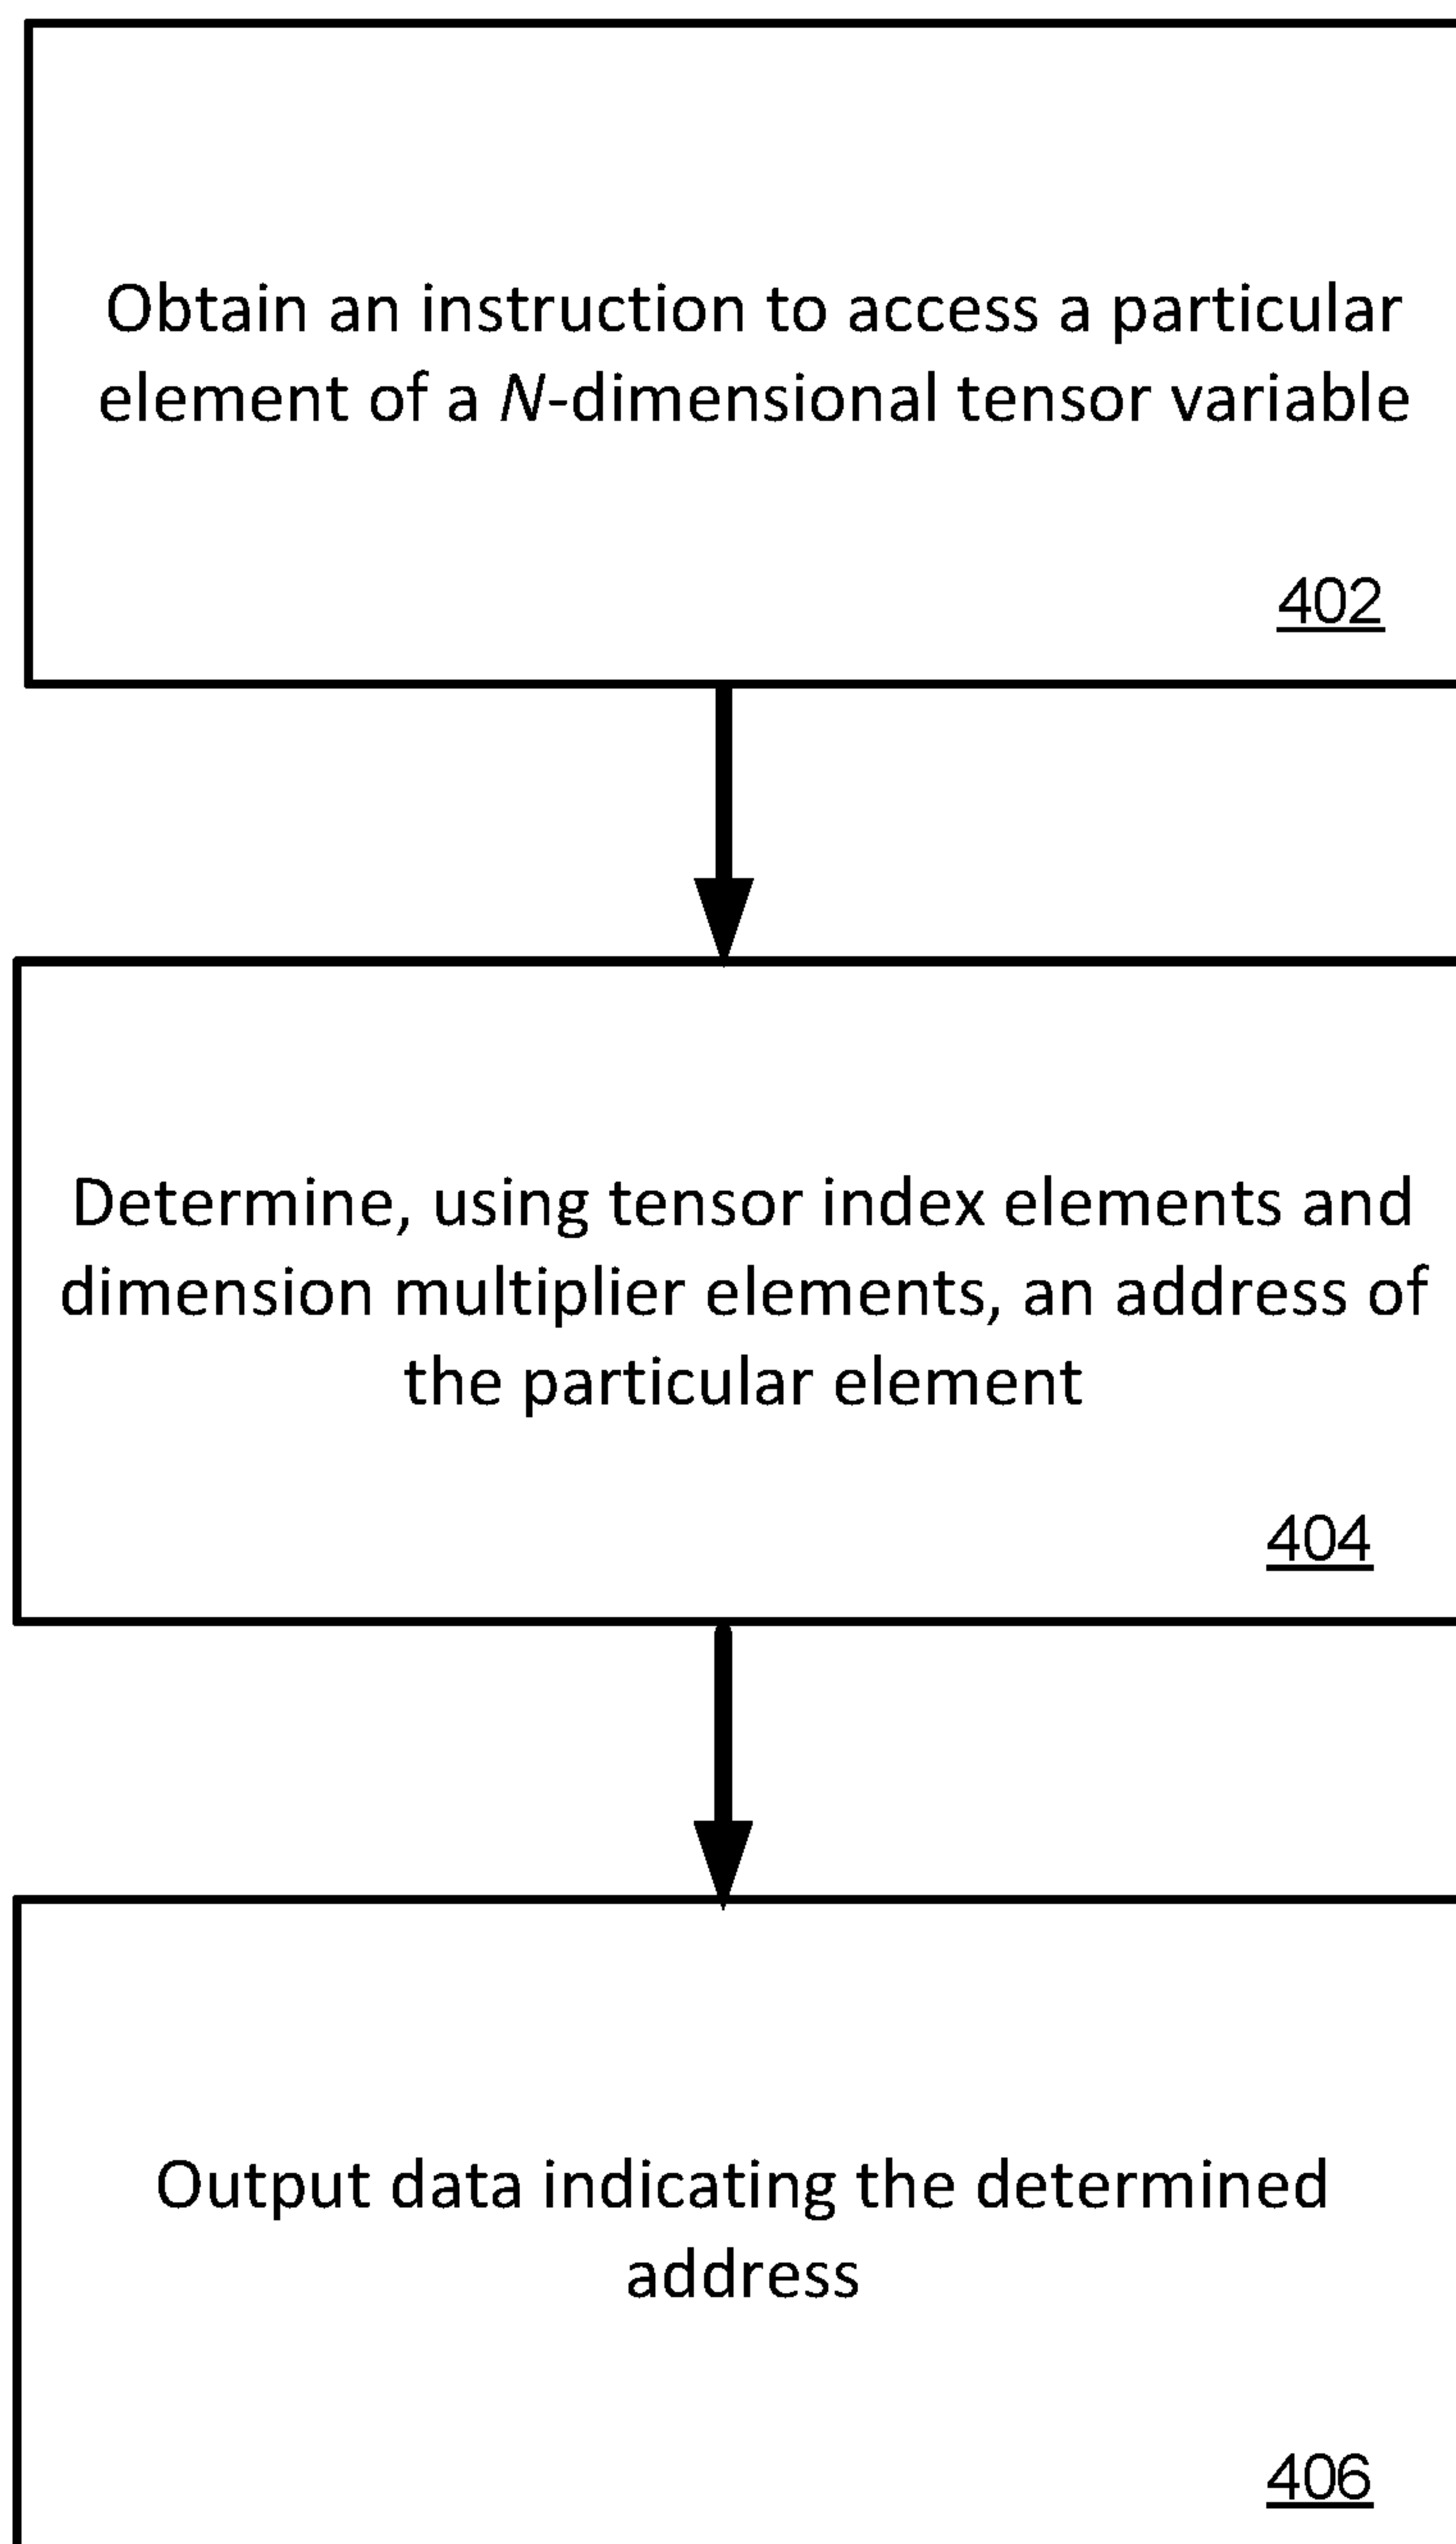 Obtain an instruction to access a particular
element of a N-dimensional tensor variable
402
Determine, using tensor index elements and
dimension multiplier elements, an address of
the particular element
404
Output data indicating the determined
address
406